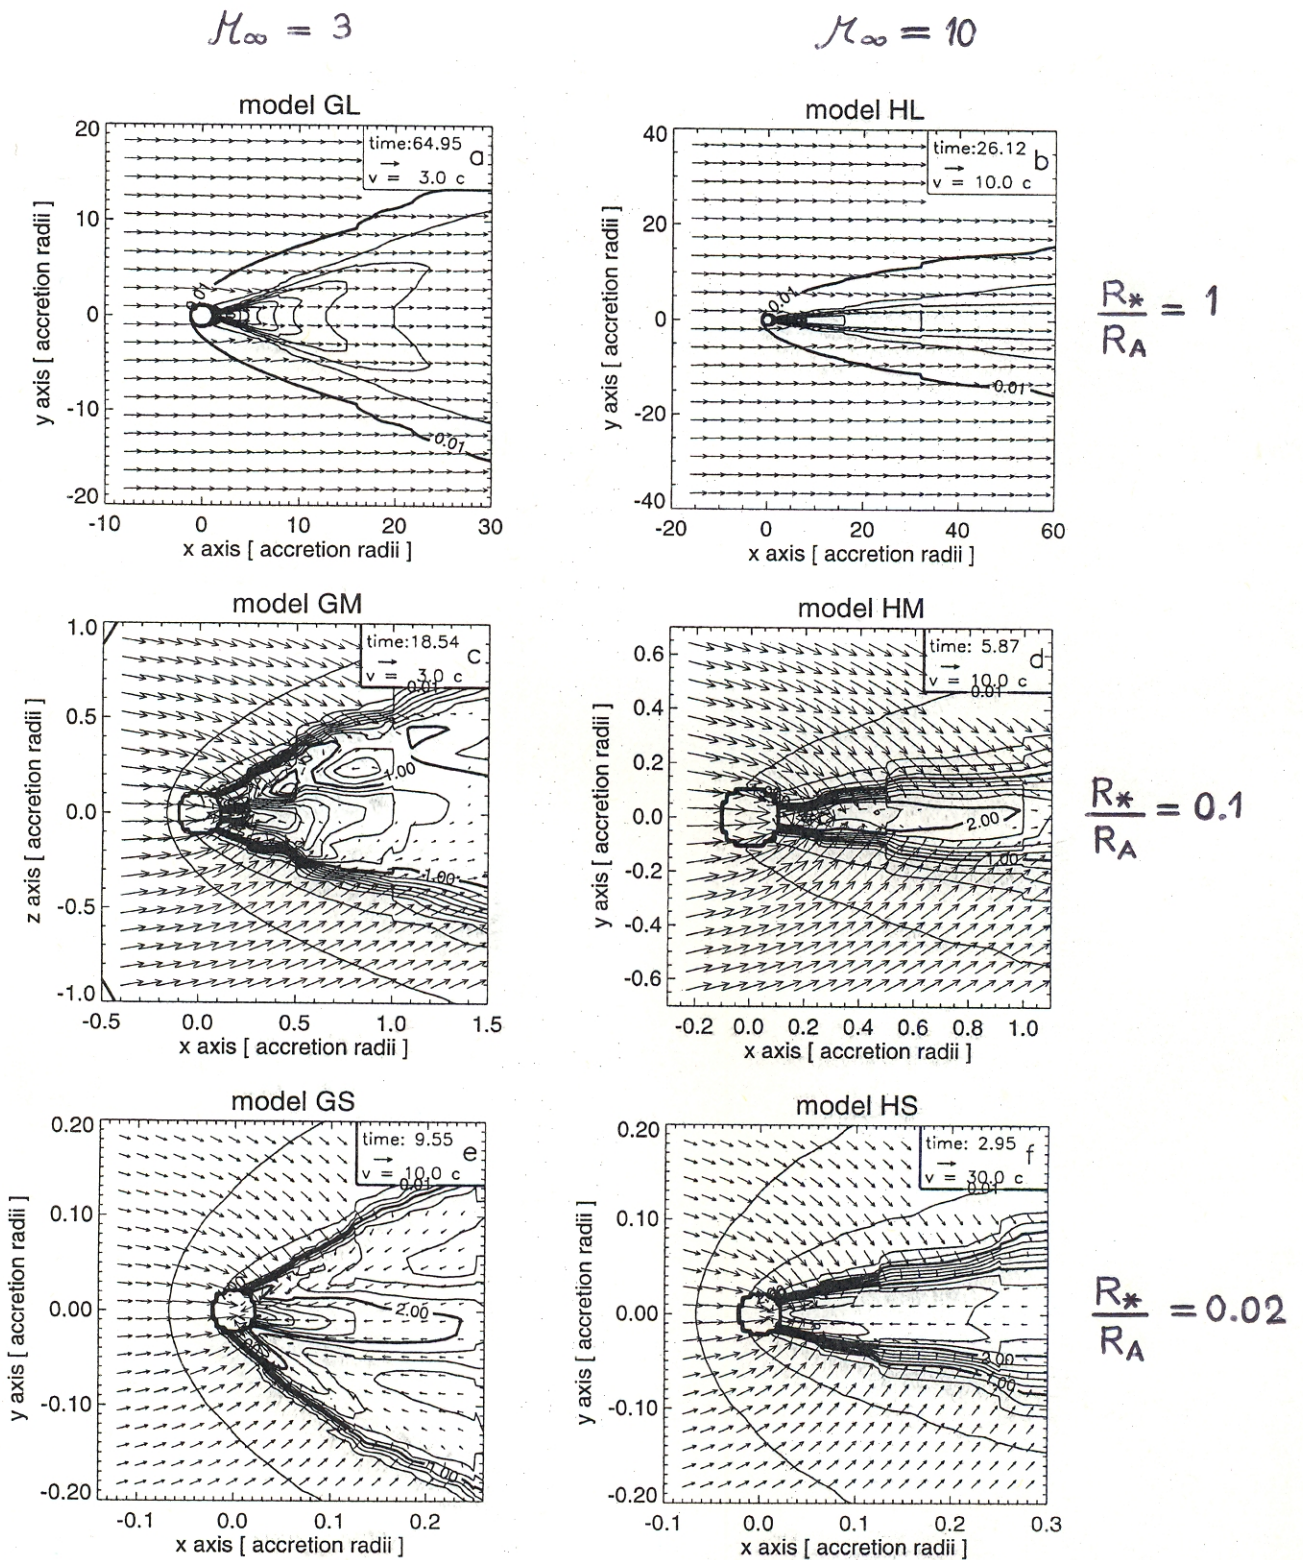 ℳ∞ = 3
ℳ∞ = 10
model GL
20
10
0
-10
-20
-10 0 10 20 30
y axis [ accretion radii ]
x axis [ accretion radii ]
time:64.95 a
v = 3.0 c
0.01
model HL
40
20
0
-20
-40
-20 0 20 40 60
y axis [ accretion radii ]
x axis [ accretion radii ]
time:26.12 b
v = 10.0 c
0.01
0.01
R*/RA = 1
model GM
1.0
0.5
0.0
-0.5
-1.0
-0.5 0.0 0.5 1.0 1.5
z axis [ accretion radii ]
x axis [ accretion radii ]
time:18.54 c
v = 3.0 c
0.01
1.00
1.00
model HM
0.6
0.4
0.2
0.0
-0.2
-0.4
-0.6
-0.2 0.0 0.2 0.4 0.6 0.8 1.0
y axis [ accretion radii ]
x axis [ accretion radii ]
time: 5.87 d
v = 10.0 c
0.01
2.00
1.00
R*/RA = 0.1
model GS
0.20
0.10
0.00
-0.10
-0.20
-0.1 0.0 0.1 0.2
y axis [ accretion radii ]
x axis [ accretion radii ]
time: 9.55 e
v = 10.0 c
0.01
2.00
model HS
0.20
0.10
0.00
-0.10
-0.20
-0.1 0.0 0.1 0.2 0.3
y axis [ accretion radii ]
x axis [ accretion radii ]
time: 2.95 f
v = 30.0 c
0.01
1.00
R*/RA = 0.02